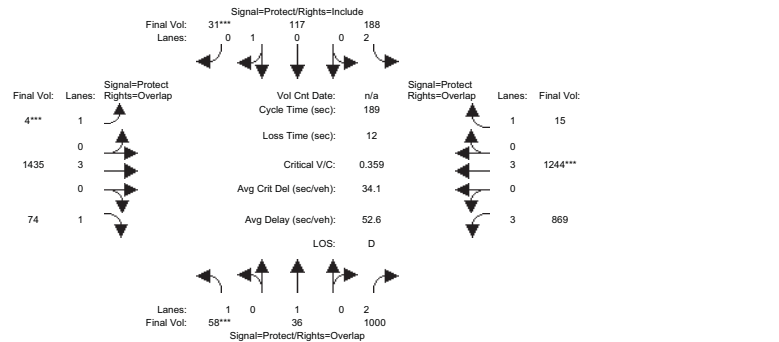 Signal=Protect/Rights=Include
Final Vol: 31*** 117 188
Lanes: 0 1 0 0 2
Signal=Protect
Final Vol: Lanes: Rights=Overlap
Vol Cnt Date: n/a
Signal=Protect
Rights=Overlap Lanes: Final Vol:
Cycle Time (sec): 189
4*** 1
1 15
Loss Time (sec): 12
0
0
1435 3
Critical V/C: 0.359
3 1244***
0
Avg Crit Del (sec/veh): 34.1
0
74 1
Avg Delay (sec/veh): 52.6
3 869
LOS: D
Lanes: 1 0 1 0 2
Final Vol: 58*** 36 1000
Signal=Protect/Rights=Overlap